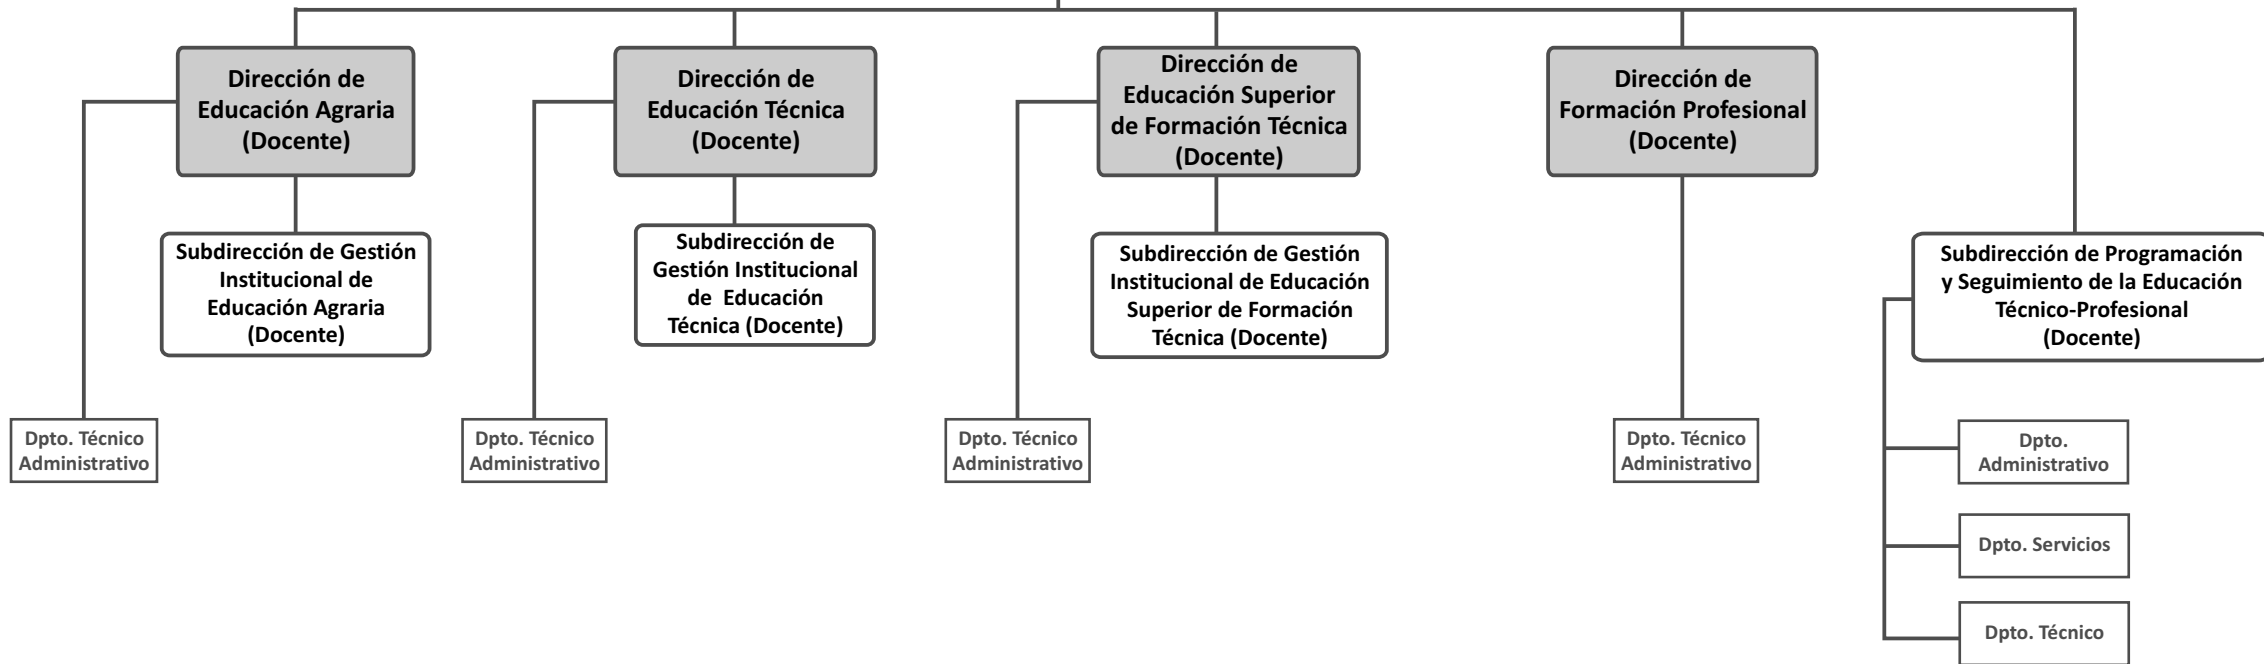 Dirección de
Educación Agraria
(Docente)
Dirección de
Educación Técnica
(Docente)
Dirección de
Educación Superior
de Formación Técnica
(Docente)
Dirección de
Formación Profesional
(Docente)
Subdirección de Gestión
Institucional de
Educación Agraria
(Docente)
Subdirección de
Gestión Institucional
de Educación
Técnica (Docente)
Subdirección de Gestión
Institucional de Educación
Superior de Formación
Técnica (Docente)
Subdirección de Programación
y Seguimiento de la Educación
Técnico-Profesional
(Docente)
Dpto. Técnico
Administrativo
Dpto. Técnico
Administrativo
Dpto. Técnico
Administrativo
Dpto. Técnico
Administrativo
Dpto.
Administrativo
Dpto. Servicios
Dpto. Técnico